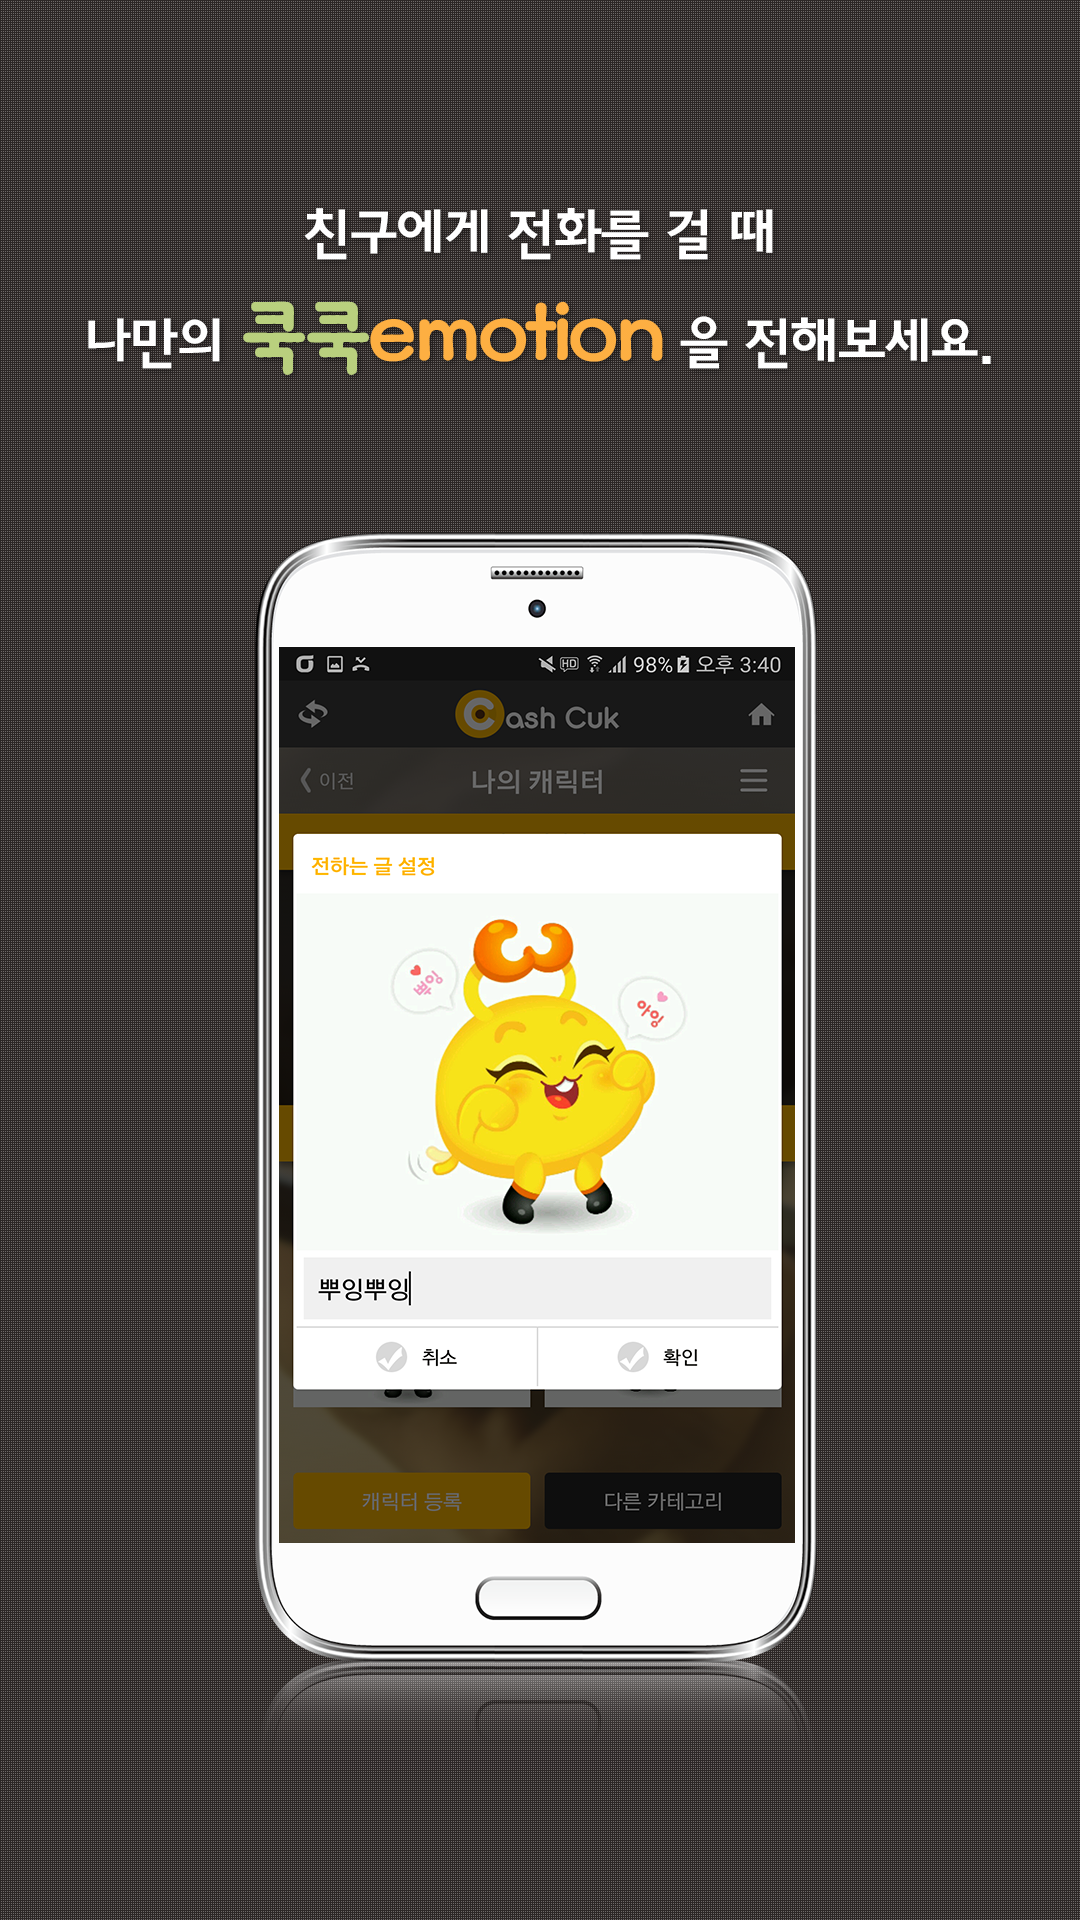 친구에게 전화를 걸 때
나만의 쿡쿡emotion 을 전해보세요.
HD 98% 오후 3:40
Cash Cuk
이전
나의 캐릭터
전하는 글 설정
뿌잉
아잉
뿌잉뿌잉
취소
확인
캐릭터 등록
다른 카테고리